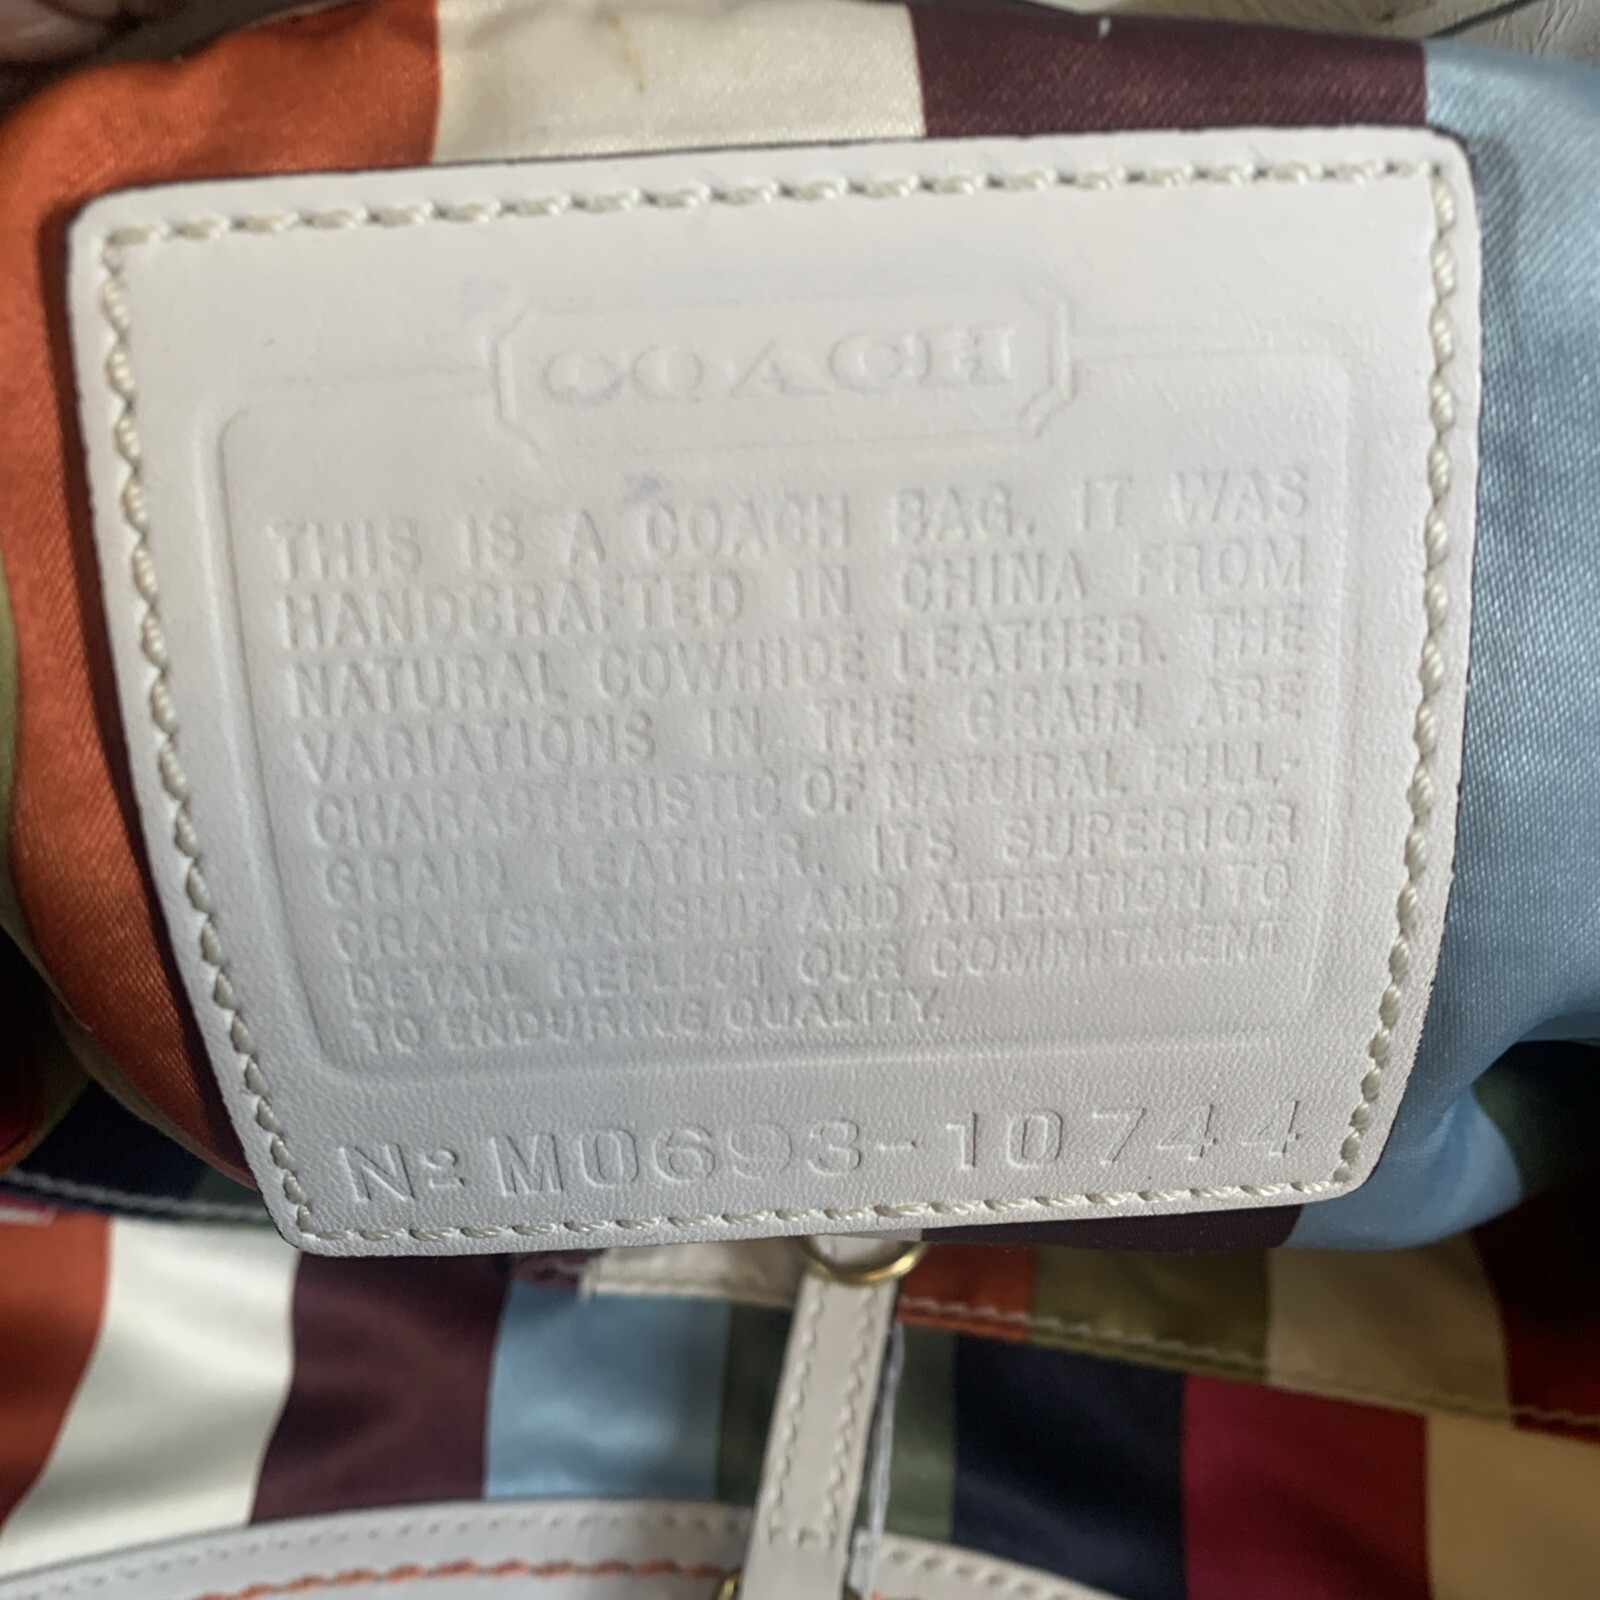 COACH
THIS IS A COACH BAG. IT WAS
HANDCRAFTED IN CHINA FROM
NATURAL COWHIDE LEATHER. THE
VARIATIONS IN THE GRAIN ARE
CHARACTERISTIC OF NATURAL FULL-
GRAIN LEATHER. ITS SUPERIOR
CRAFTSMANSHIP AND ATTENTION TO
DETAIL REFLECT OUR COMMITMENT
TO ENDURING QUALITY.
Nº M0693-10744